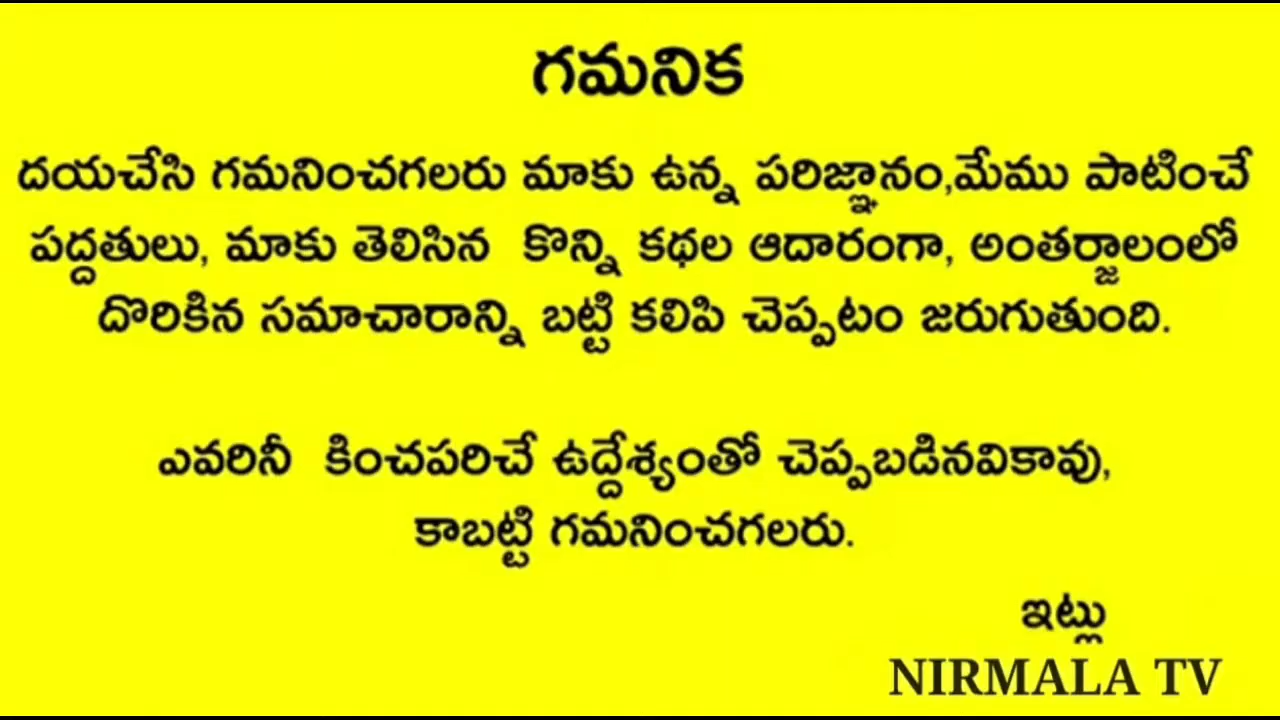 గమనిక
దయచేసి గమనించగలరు మాకు ఉన్న పరిజ్ఞానం,మేము పాటించే
పద్దతులు, మాకు తెలిసిన కొన్ని కథల ఆదారంగా, అంతర్జాలంలో
దొరికిన సమాచారాన్ని బట్టి కలిపి చెప్పటం జరుగుతుంది.
ఎవరినీ కించపరిచే ఉద్దేశ్యంతో చెప్పబడినవికావు,
కాబట్టి గమనించగలరు.
ఇట్లు
NIRMALA TV